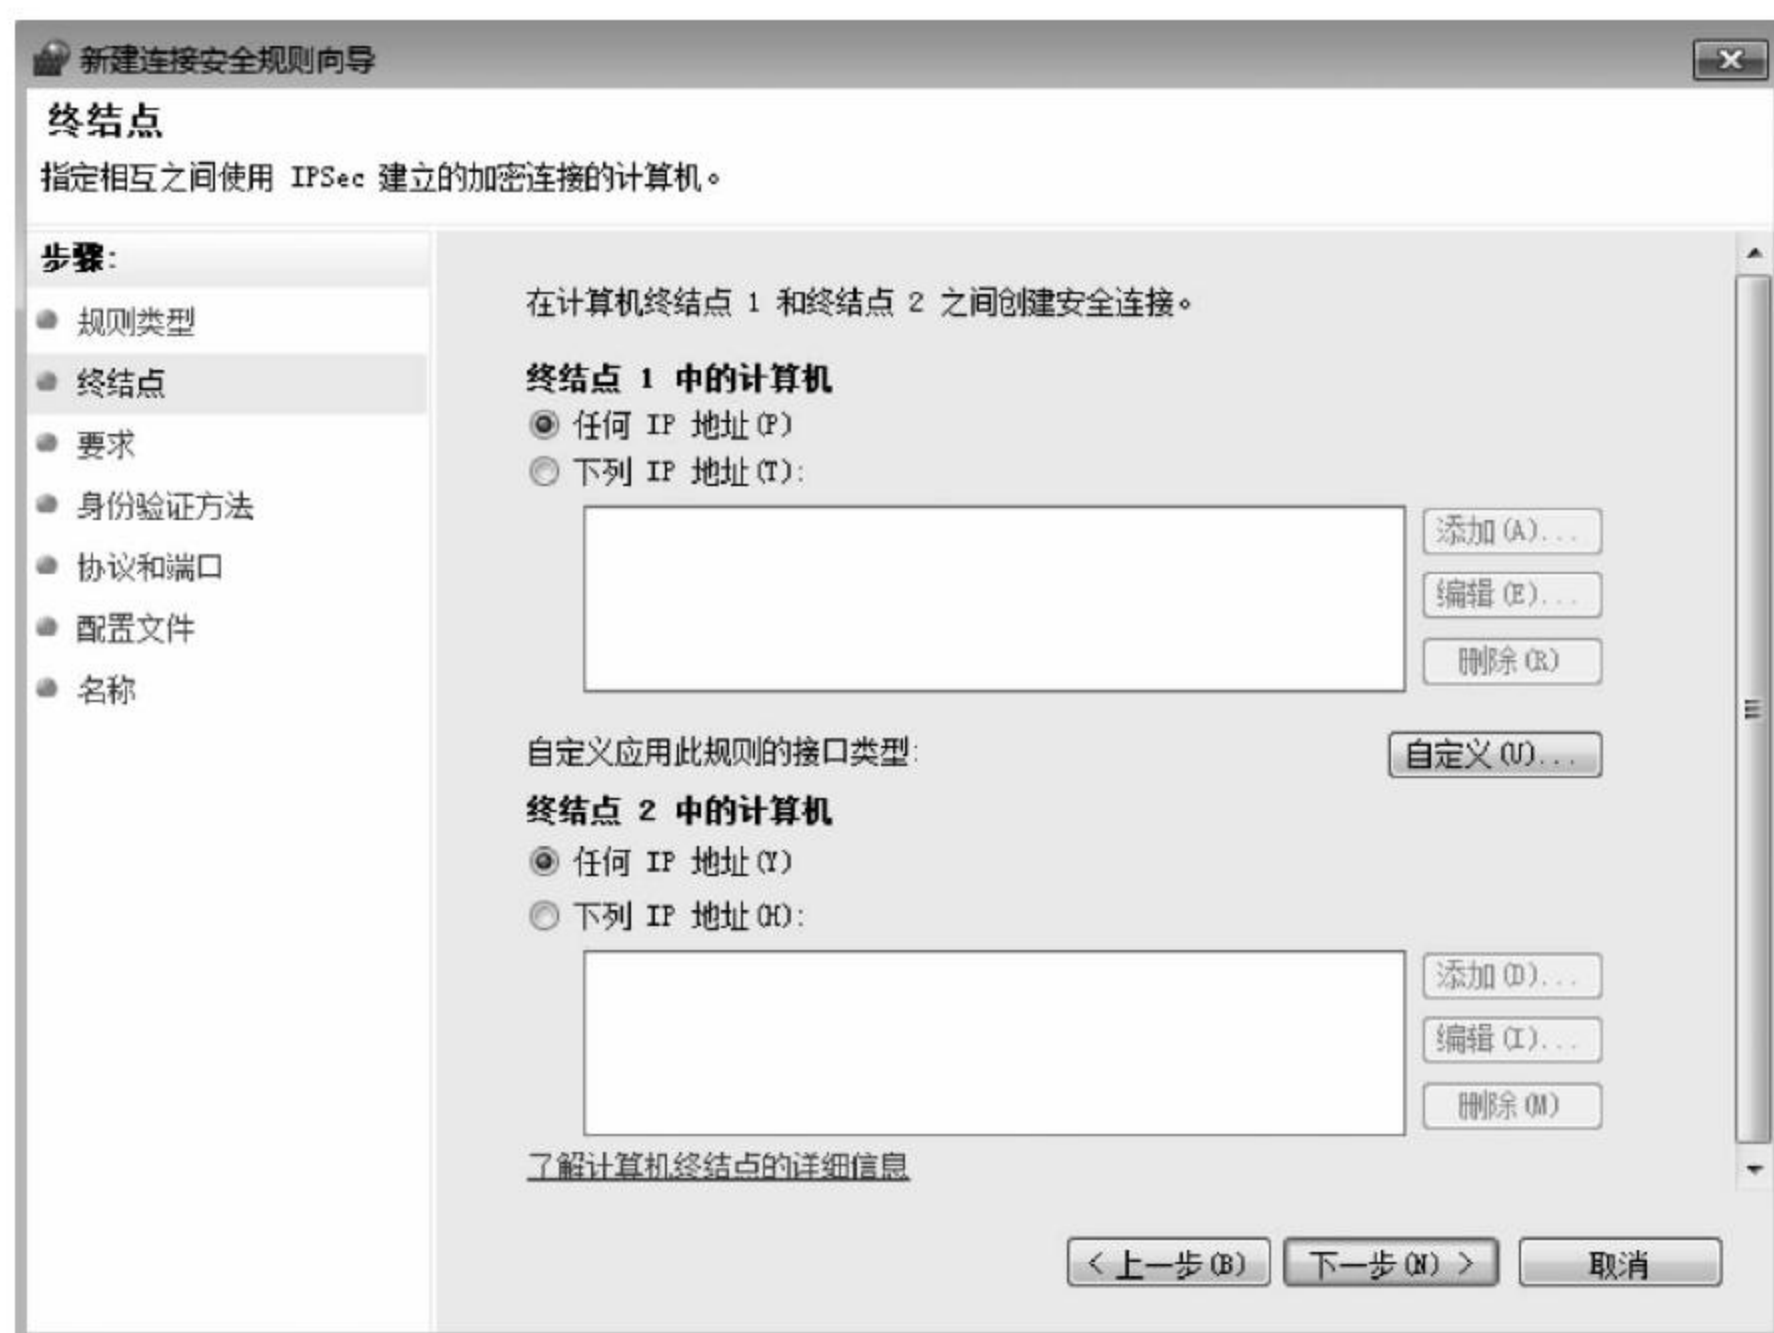 新建连接安全规则向导
终结点
指定相互之间使用 IPSec 建立的加密连接的计算机。
步骤:
规则类型
终结点
要求
身份验证方法
协议和端口
配置文件
名称
在计算机终结点 1 和终结点 2 之间创建安全连接。
终结点 1 中的计算机
任何 IP 地址(P)
下列 IP 地址(T):
添加(A)...
编辑(E)...
删除(R)
自定义应用此规则的接口类型:
自定义(U)...
终结点 2 中的计算机
任何 IP 地址(Y)
下列 IP 地址(H):
添加(D)...
编辑(I)...
删除(M)
了解计算机终结点的详细信息
< 上一步(B)
下一步(N) >
取消